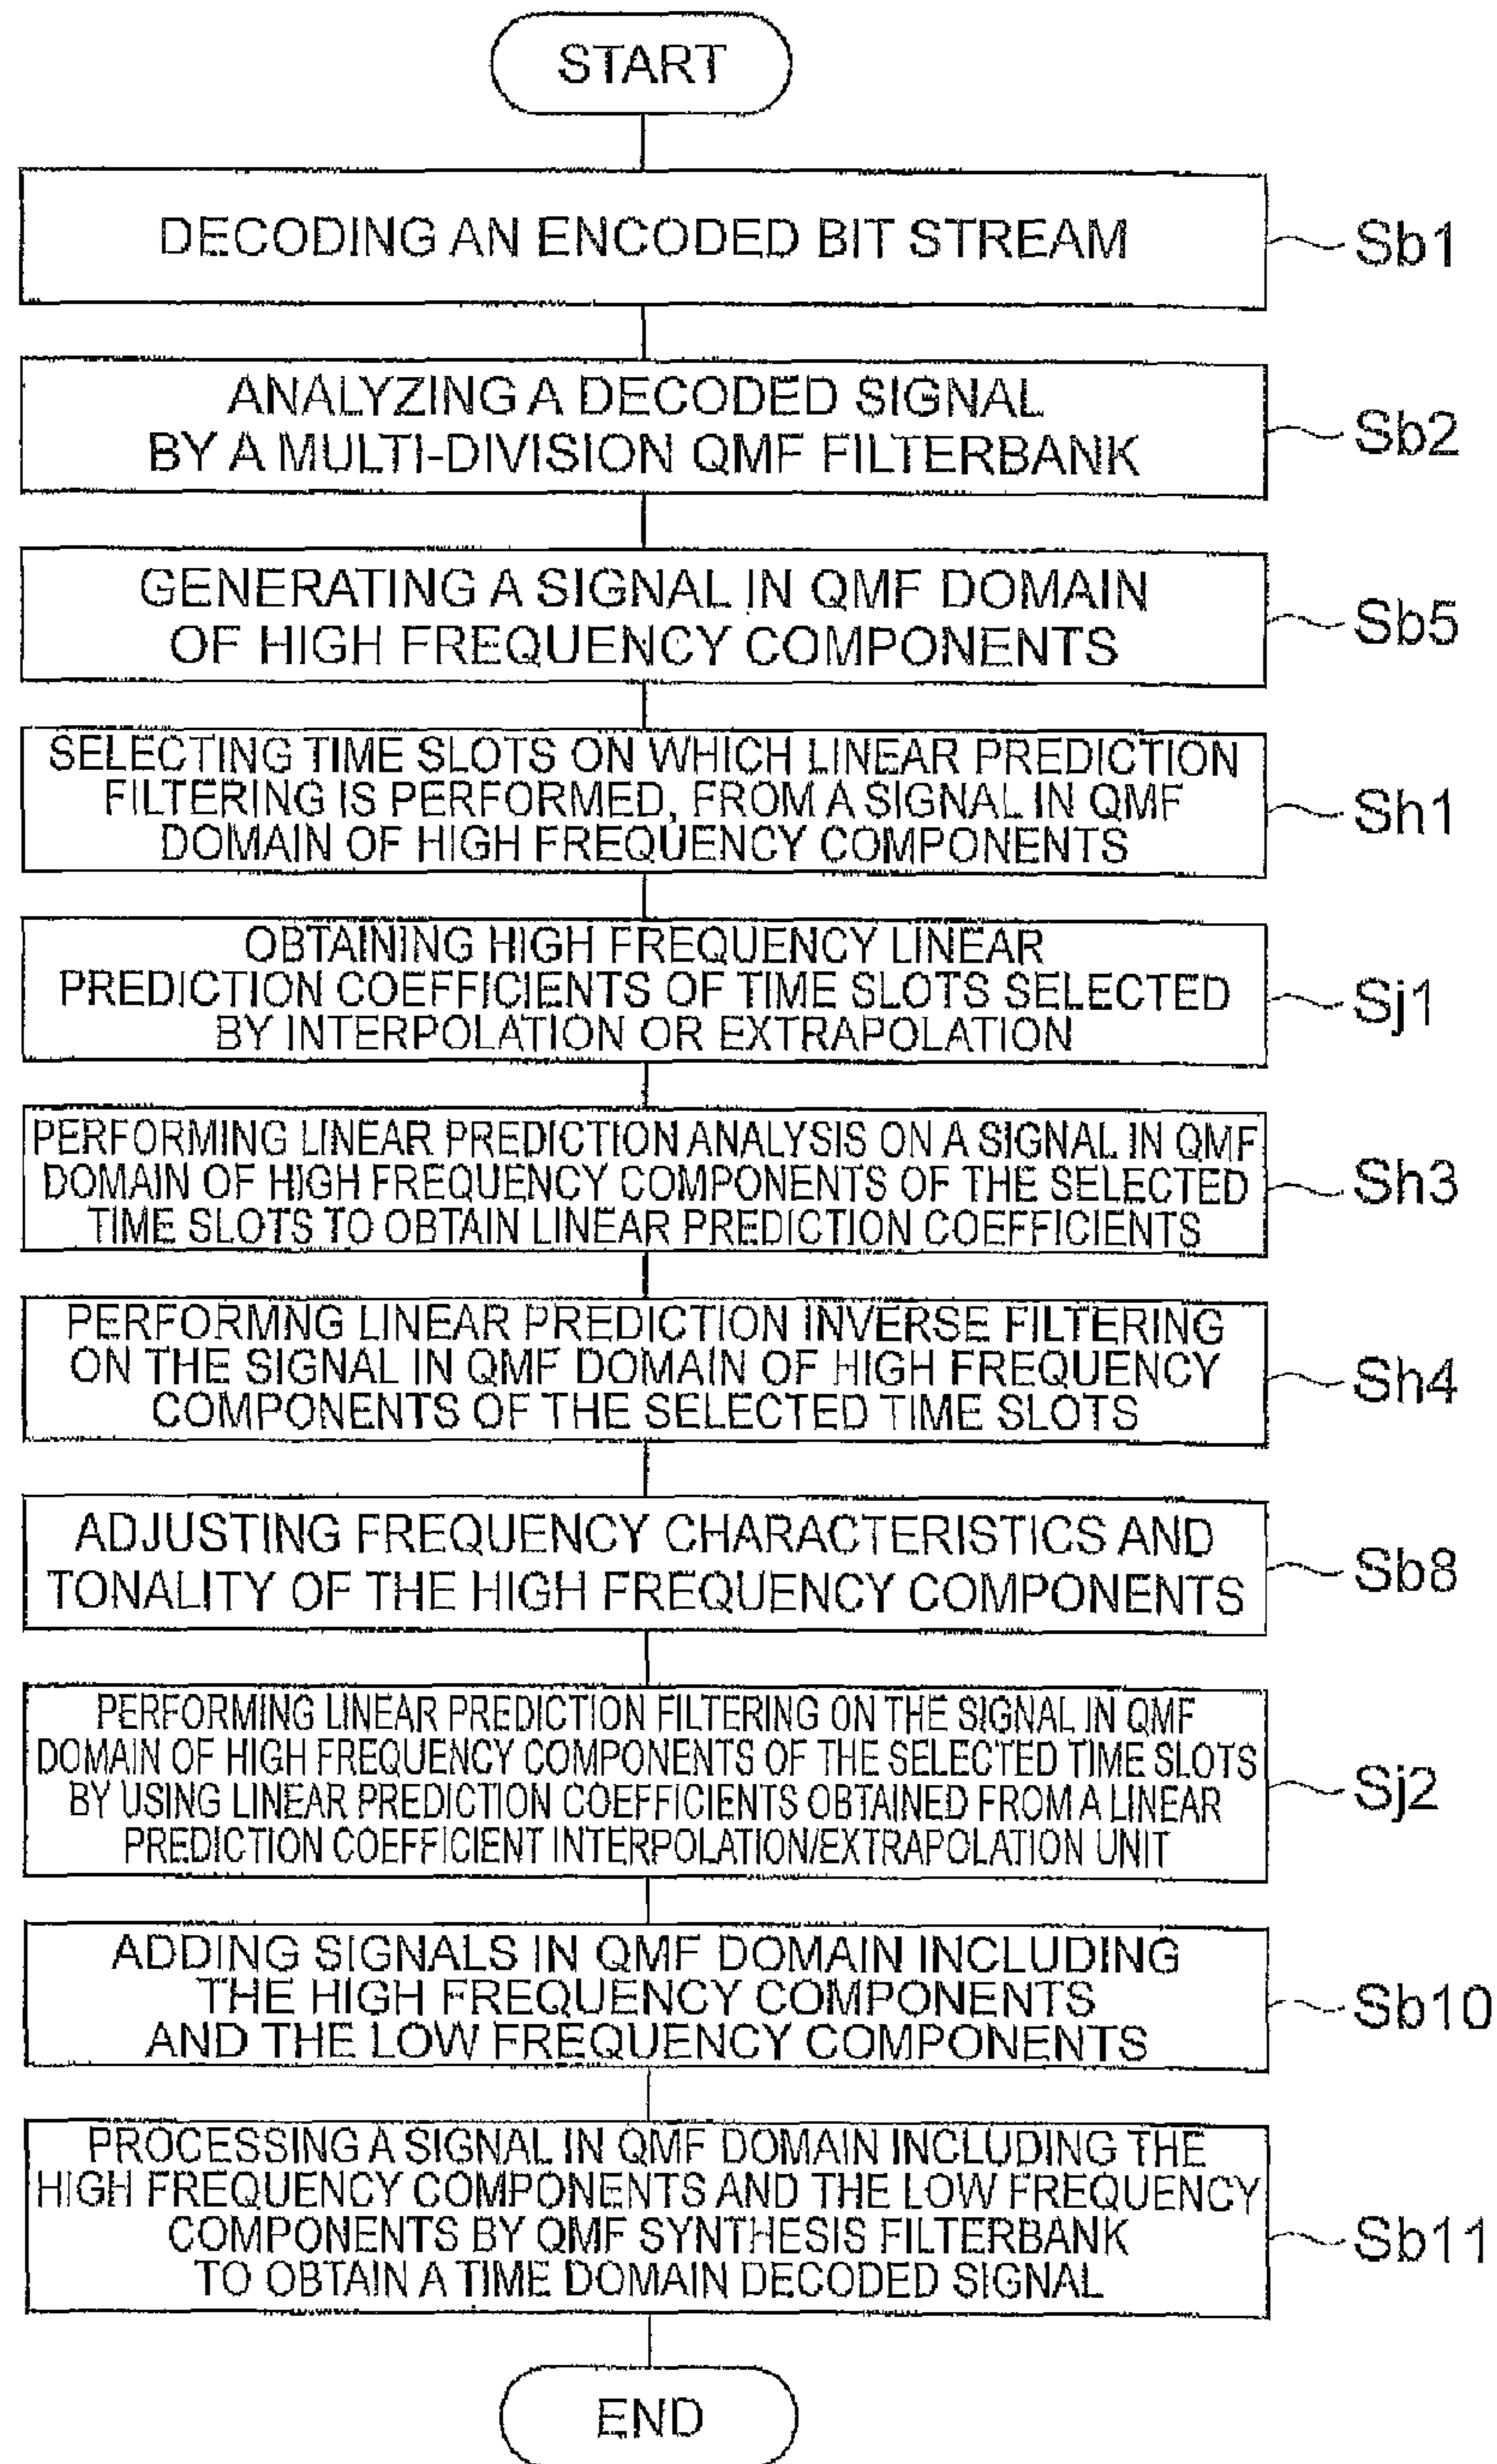 START
DECODING AN ENCODED BIT STREAM
Sb1
ANALYZING A DECODED SIGNAL
BY A MULTI-DIVISION QMF FILTERBANK
Sb2
GENERATING A SIGNAL IN QMF DOMAIN
OF HIGH FREQUENCY COMPONENTS
Sb5
SELECTING TIME SLOTS ON WHICH LINEAR PREDICTION
FILTERING IS PERFORMED, FROM A SIGNAL IN QMF
DOMAIN OF HIGH FREQUENCY COMPONENTS
Sh1
OBTAINING HIGH FREQUENCY LINEAR
PREDICTION COEFFICIENTS OF TIME SLOTS SELECTED
BY INTERPOLATION OR EXTRAPOLATION
Sj1
PERFORMING LINEAR PREDICTION ANALYSIS ON A SIGNAL IN QMF
DOMAIN OF HIGH FREQUENCY COMPONENTS OF THE SELECTED
TIME SLOTS TO OBTAIN LINEAR PREDICTION COEFFICIENTS
Sh3
PERFORMNG LINEAR PREDICTION INVERSE FILTERING
ON THE SIGNAL IN QMF DOMAIN OF HIGH FREQUENCY
COMPONENTS OF THE SELECTED TIME SLOTS
Sh4
ADJUSTING FREQUENCY CHARACTERISTICS AND
TONALITY OF THE HIGH FREQUENCY COMPONENTS
Sb8
PERFORMING LINEAR PREDICTION FILTERING ON THE SIGNAL IN QMF
DOMAIN OF HIGH FREQUENCY COMPONENTS OF THE SELECTED TIME SLOTS
BY USING LINEAR PREDICTION COEFFICIENTS OBTAINED FROM A LINEAR
PREDICTION COEFFICIENT INTERPOLATION/EXTRAPOLATION UNIT
Sj2
ADDING SIGNALS IN QMF DOMAIN INCLUDING
THE HIGH FREQUENCY COMPONENTS
AND THE LOW FREQUENCY COMPONENTS
Sb10
PROCESSING A SIGNAL IN QMF DOMAIN INCLUDING THE
HIGH FREQUENCY COMPONENTS AND THE LOW FREQUENCY
COMPONENTS BY QMF SYNTHESIS FILTERBANK
TO OBTAIN A TIME DOMAIN DECODED SIGNAL
Sb11
END